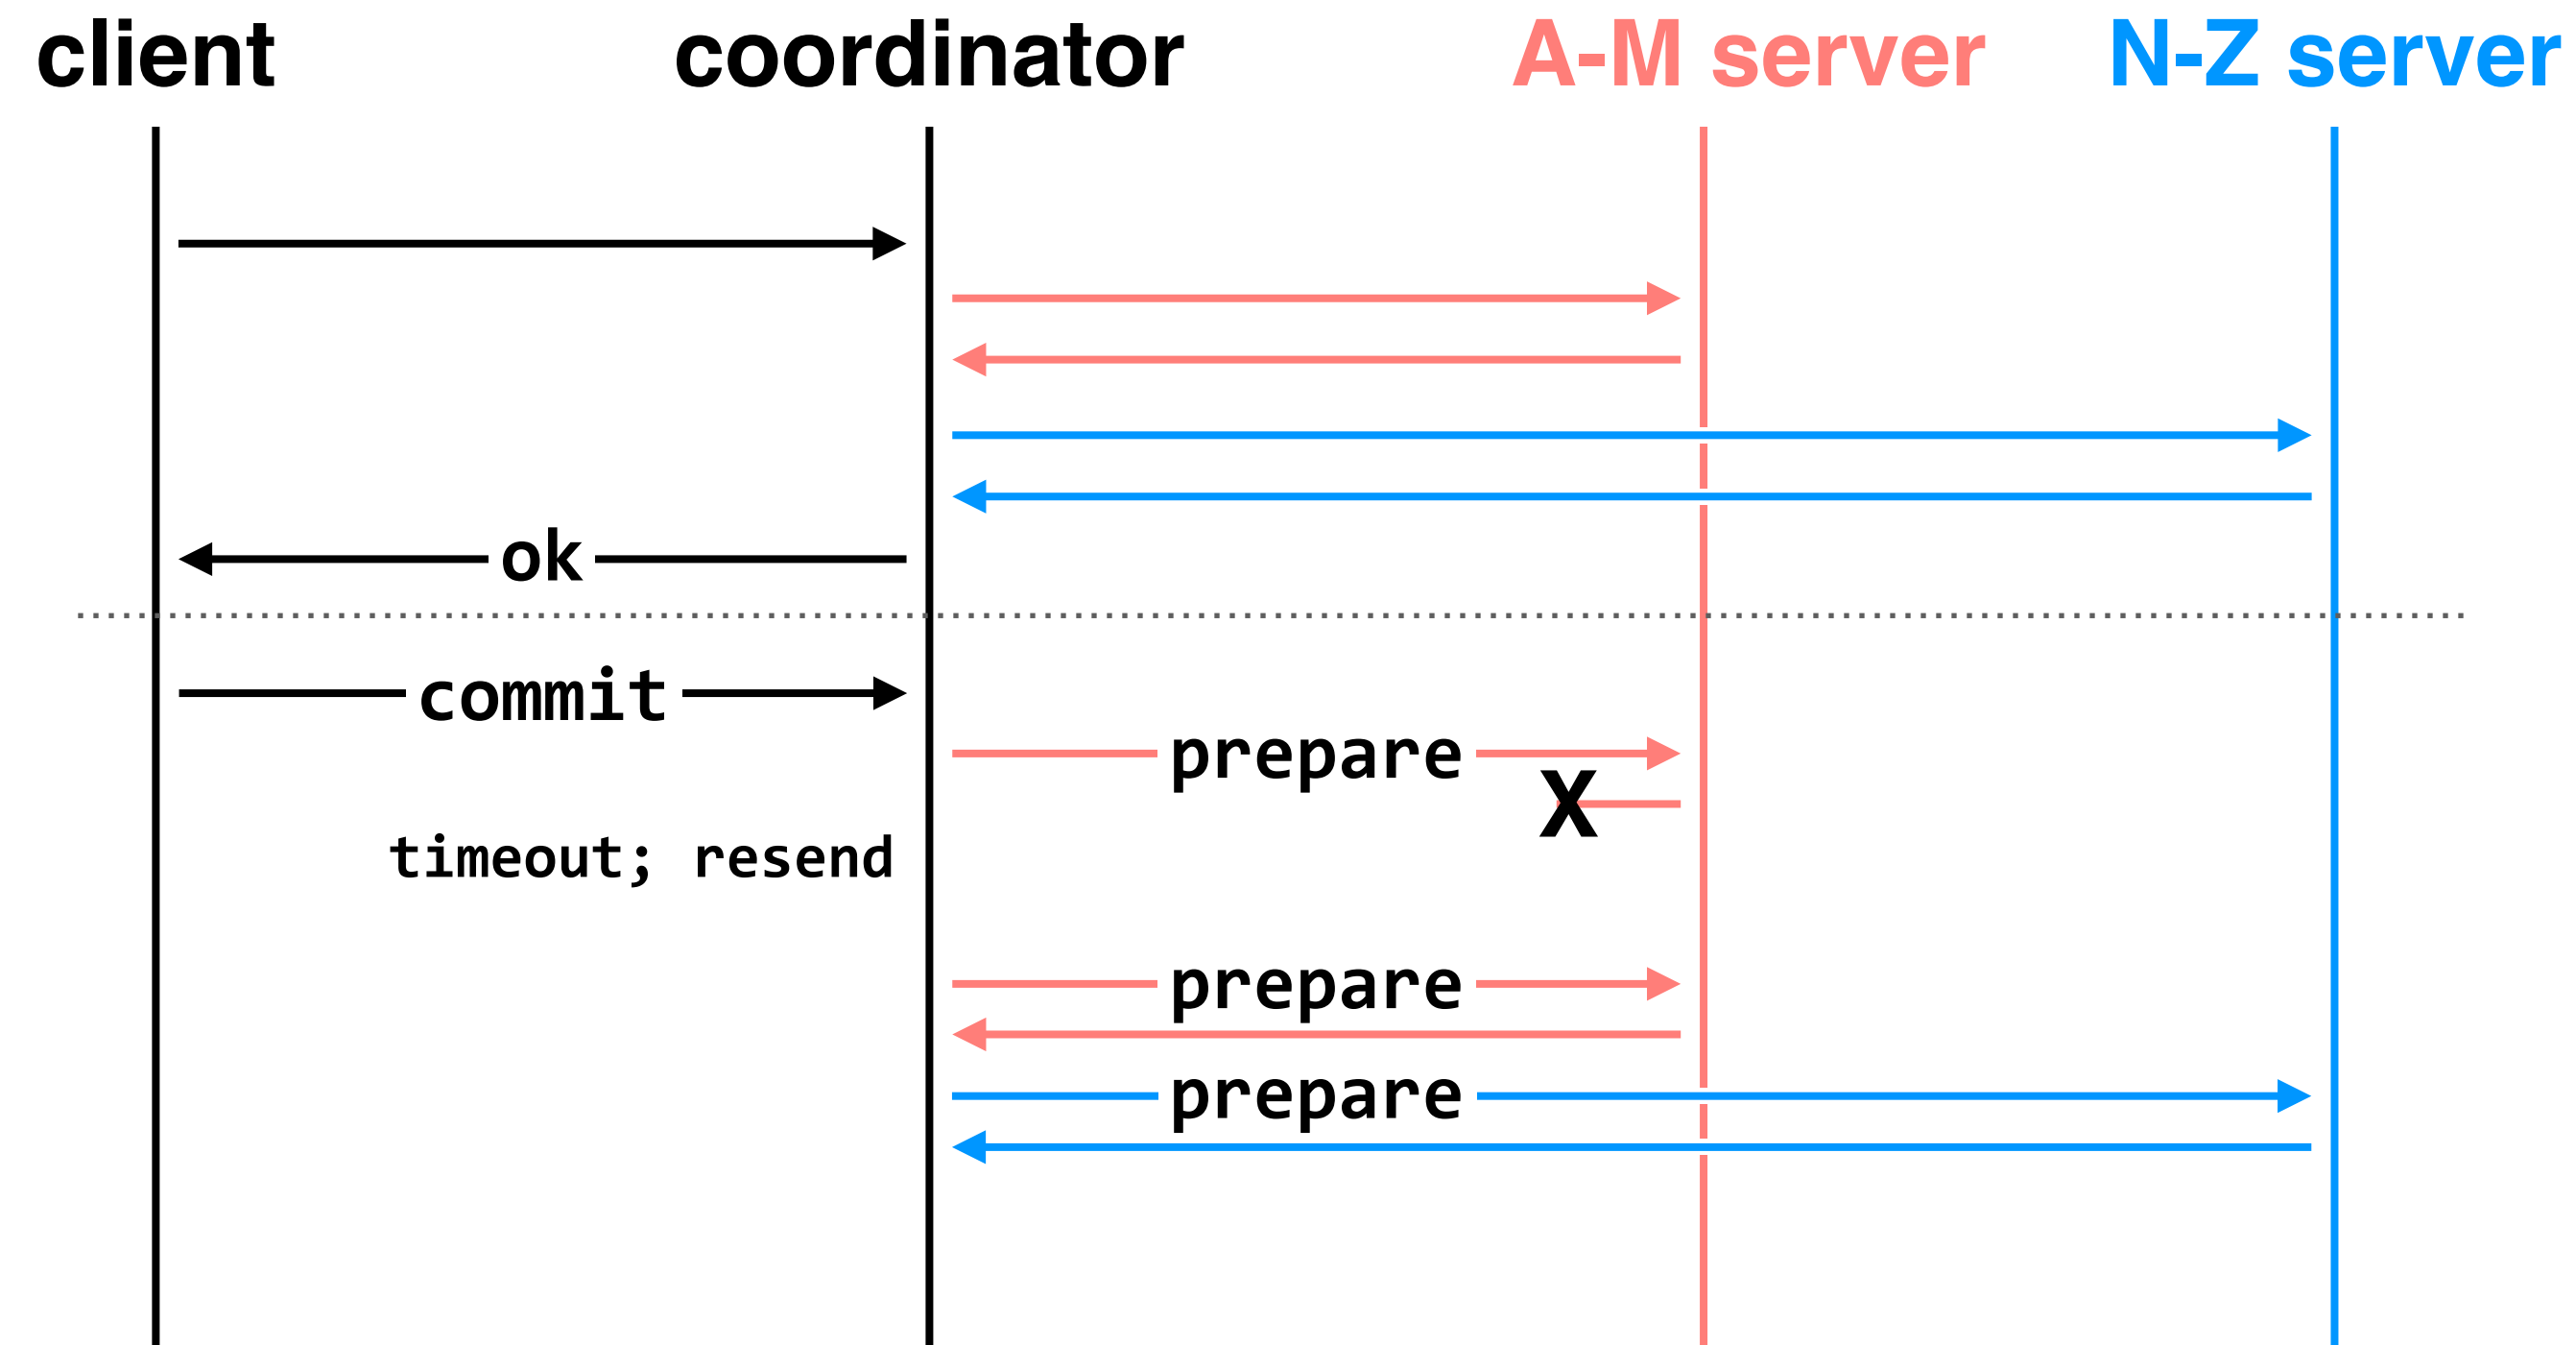 client coordinator A-M server N-Z server
ok
commit
prepare
X
timeout; resend
prepare
prepare